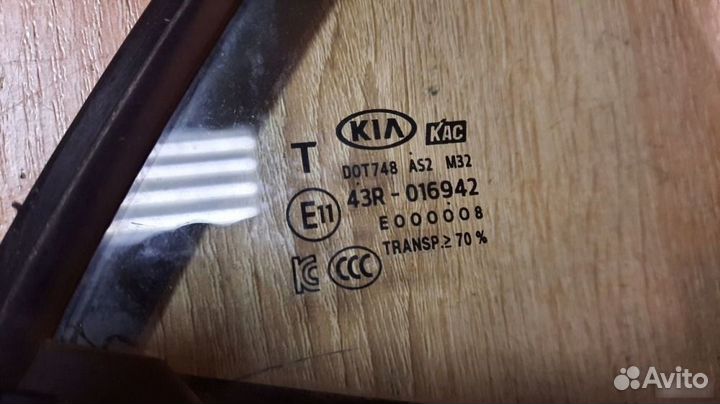 KIA KAC
T DOT748 AS2 M32
E11 43R-016942
E000008
TRANSP.≥70%
KC CCC
Avito